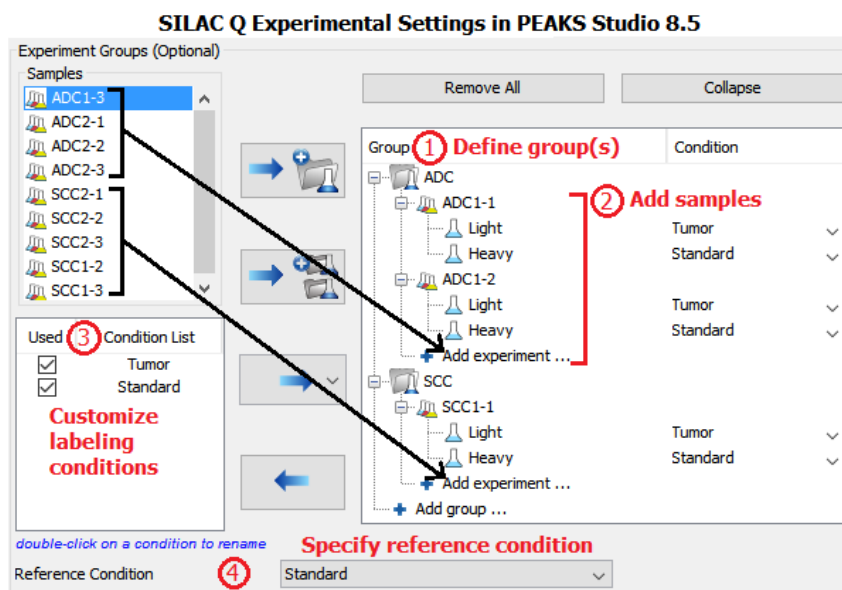 SILAC Q Experimental Settings in PEAKS Studio 8.5
Experiment Groups (Optional)
Samples
ADC1-3
ADC2-1
ADC2-2
ADC2-3
SCC2-1
SCC2-2
SCC2-3
SCC1-2
SCC1-3
Used 3 Condition List
Tumor
Standard
Customize
labeling
conditions
double-click on a condition to rename
Remove All Collapse
Group 1 Define group(s) Condition
ADC
ADC1-1
2 Add samples
Light Tumor
Heavy Standard
ADC1-2
Light Tumor
Heavy Standard
Add experiment ...
SCC
SCC1-1
Light Tumor
Heavy Standard
Add experiment ...
Add group ...
Specify reference condition
Reference Condition 4 Standard